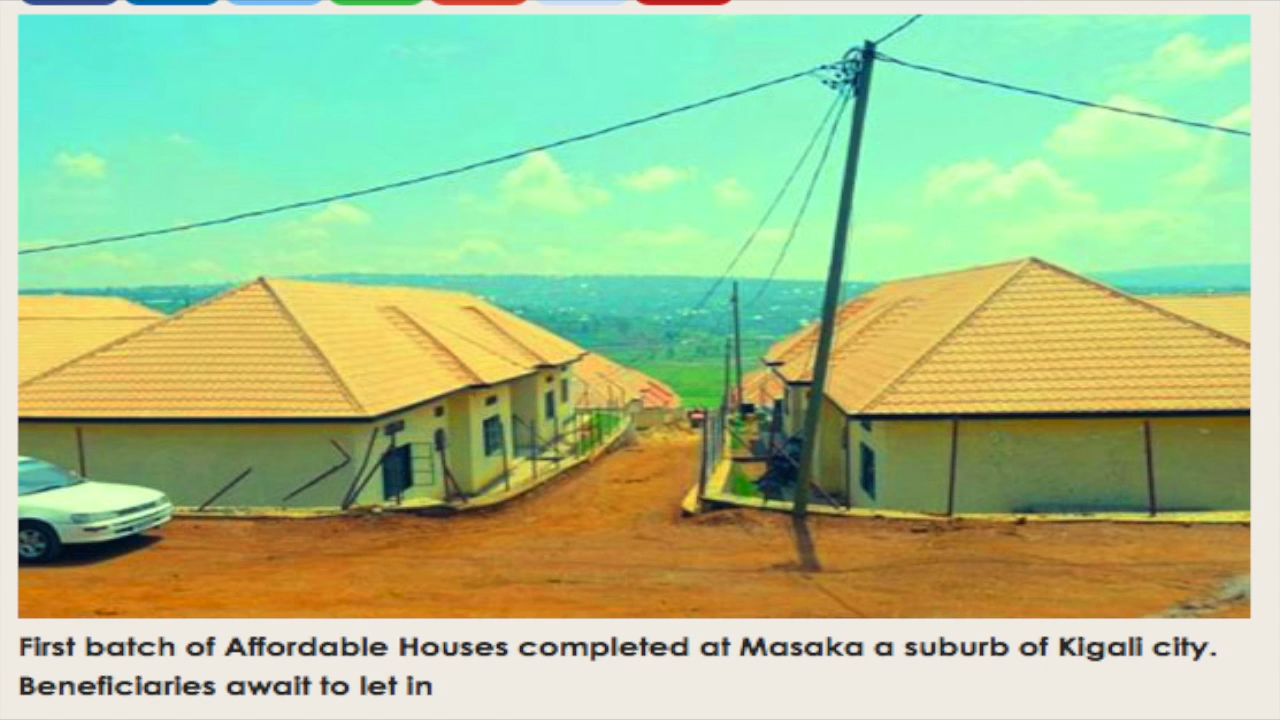 First batch of Affordable Houses completed at Masaka a suburb of Kigali city.
Beneficiaries await to let in